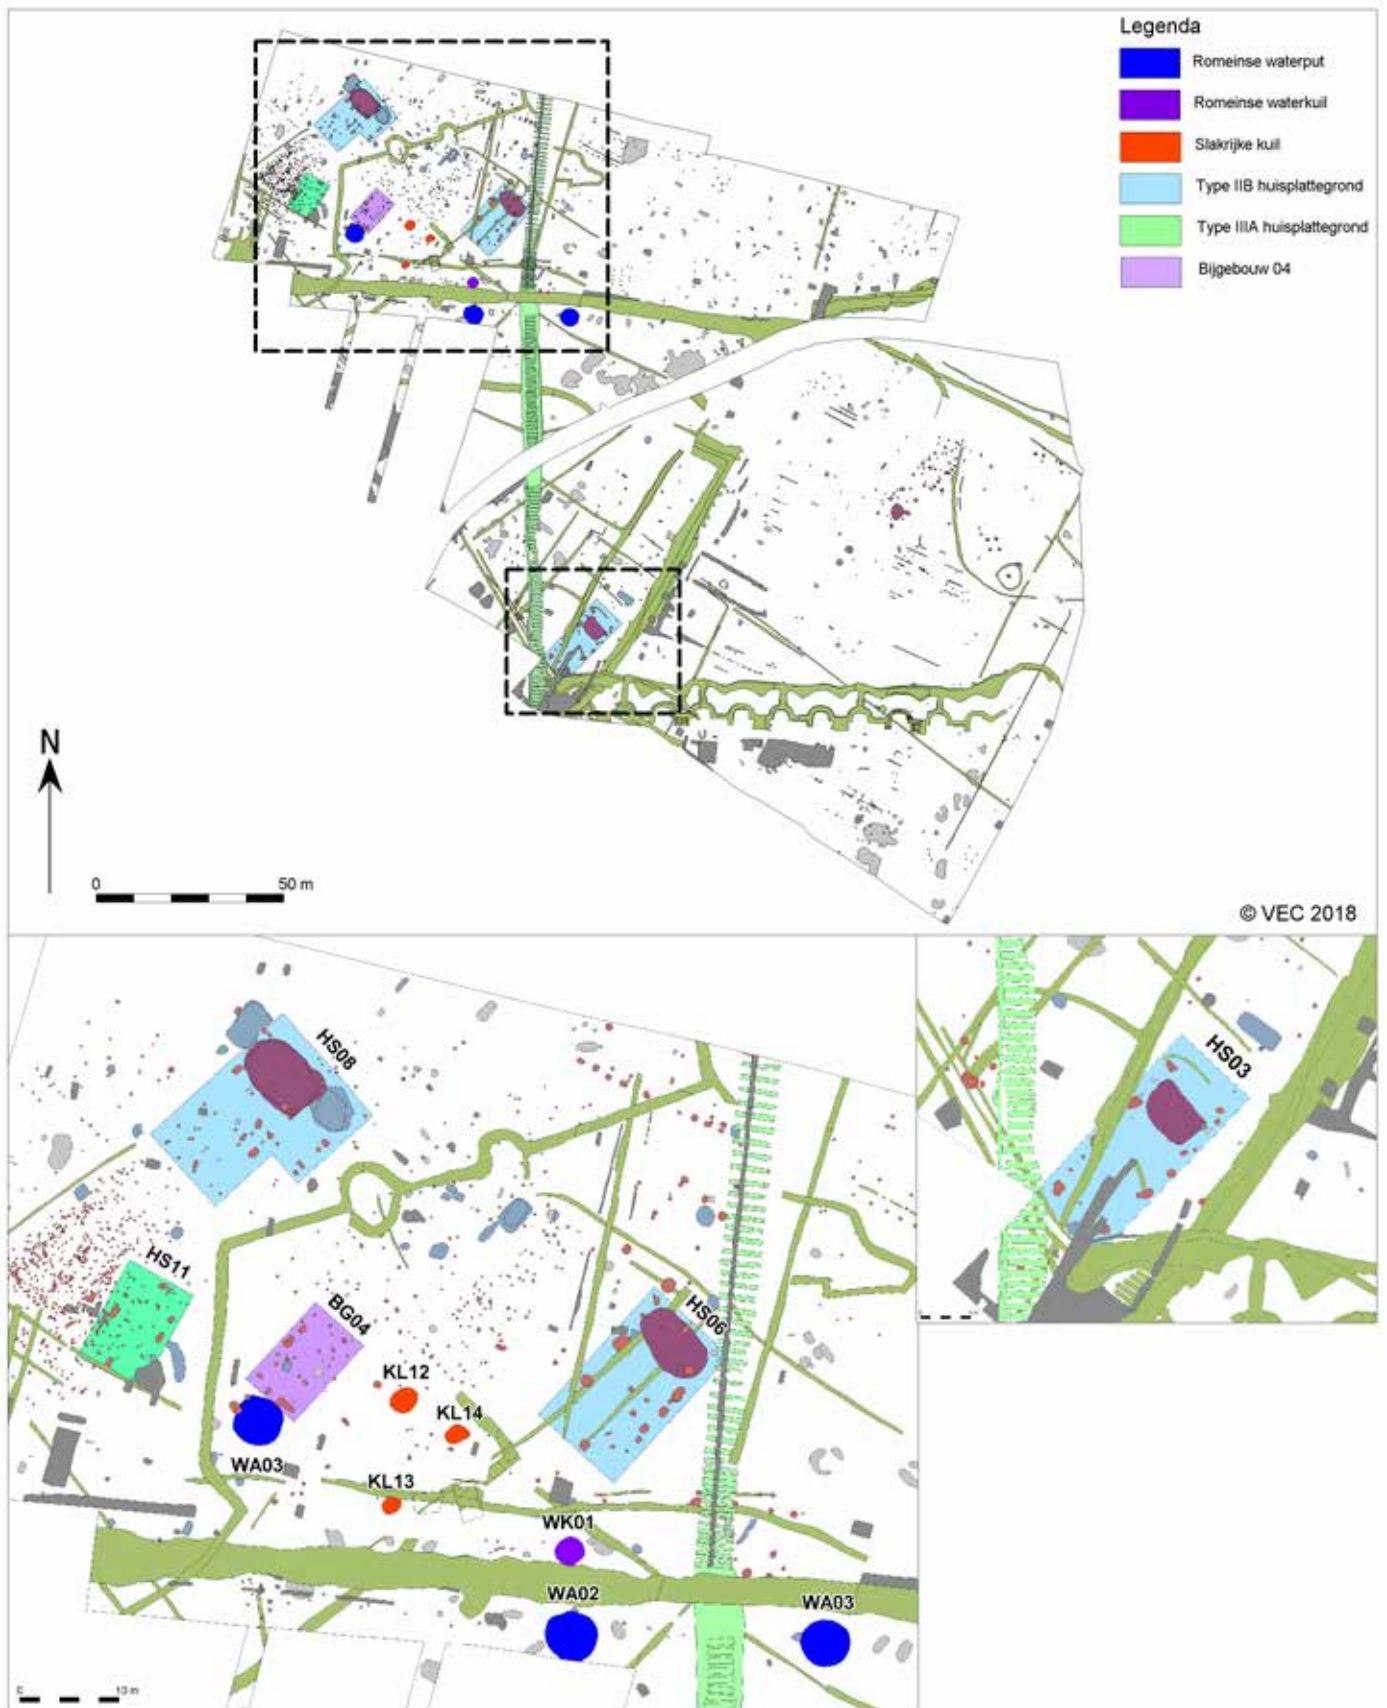 Legenda
Romeinse waterput
Romeinse waterkuil
Slakrijke kuil
Type IIB huisplattegrond
Type IIIA huisplattegrond
Bijgebouw 04
N
0 50 m
© VEC 2018
HS08
HS03
HS11
BG04
HS06
KL12
KL14
WA03
KL13
WK01
WA02
WA03
10 m